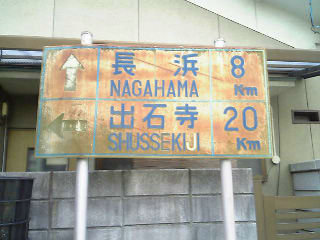 長浜 8
NAGAHAMA Km
出石寺 20
SHUSSEKIJI Km